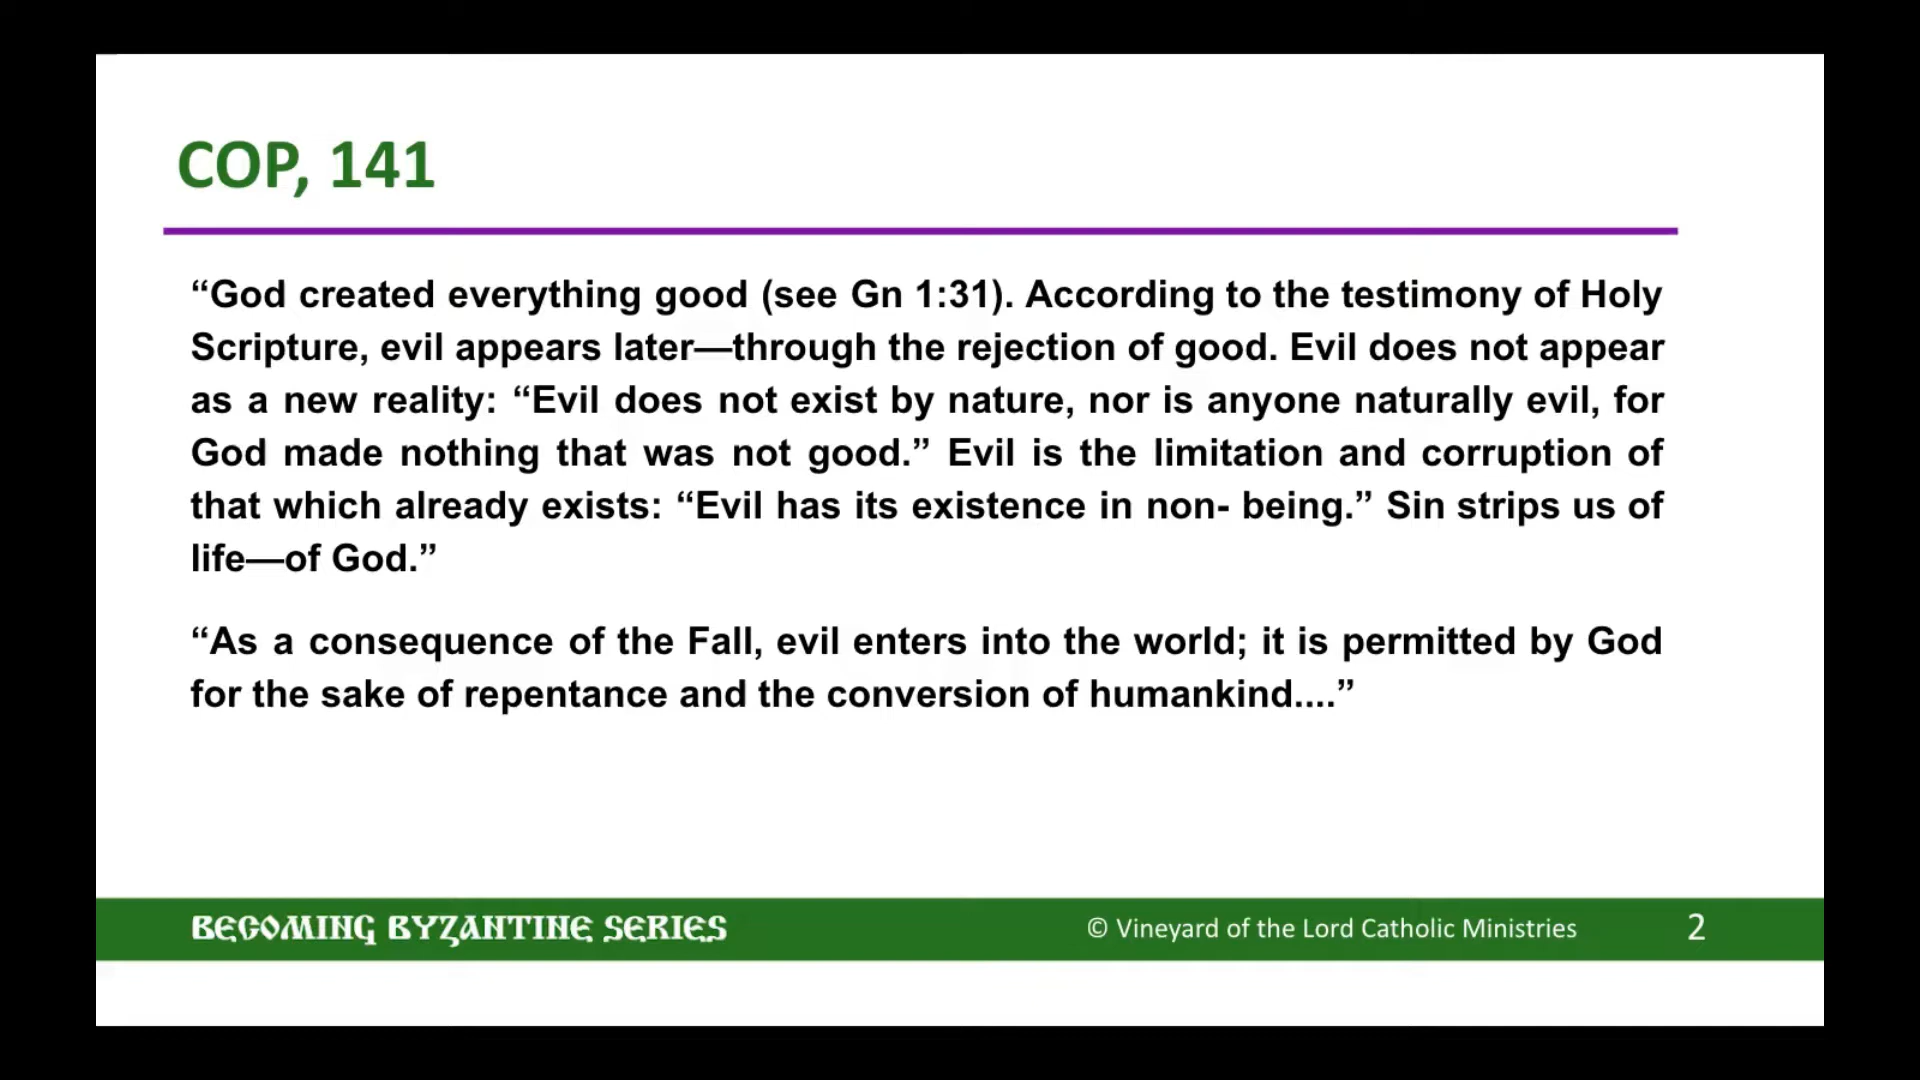 COP, 141
“God created everything good (see Gn 1:31). According to the testimony of Holy
Scripture, evil appears later—through the rejection of good. Evil does not appear
as a new reality: “Evil does not exist by nature, nor is anyone naturally evil, for
God made nothing that was not good.” Evil is the limitation and corruption of
that which already exists: “Evil has its existence in non- being.” Sin strips us of
life—of God.”
“As a consequence of the Fall, evil enters into the world; it is permitted by God
for the sake of repentance and the conversion of humankind....”
BECOMING BYZANTINE SERIES
© Vineyard of the Lord Catholic Ministries
2